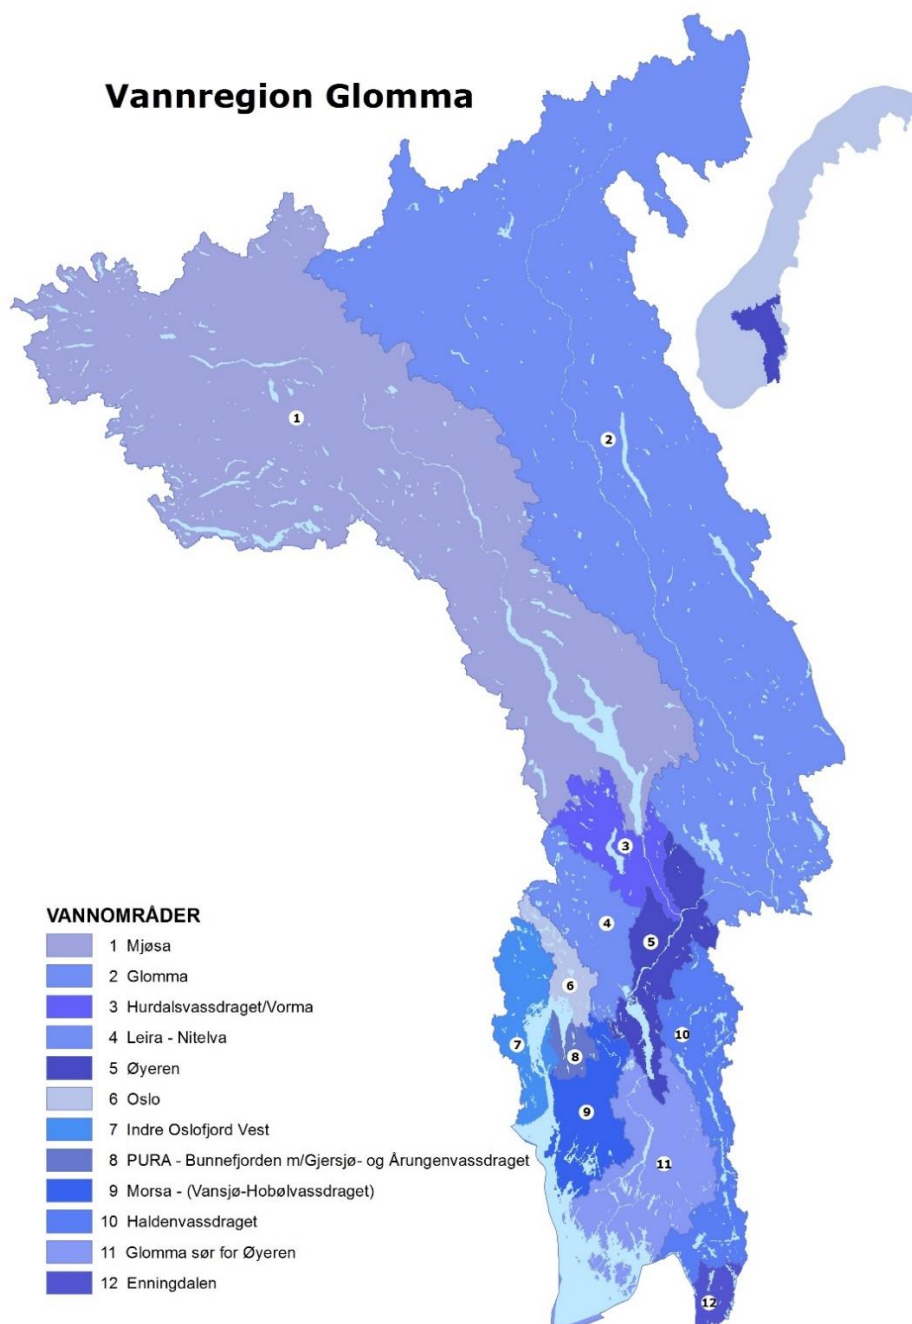 Vannregion Glomma
1
2
3
4
5
6
7
8
9
10
11
12
VANNOMRÅDER
1 Mjøsa
2 Glomma
3 Hurdalsvassdraget/Vorma
4 Leira - Nitelva
5 Øyeren
6 Oslo
7 Indre Oslofjord Vest
8 PURA - Bunnefjorden m/Gjersjø- og Årungenvassdraget
9 Morsa - (Vansjø-Hobølvassdraget)
10 Haldenvassdraget
11 Glomma sør for Øyeren
12 Enningdalen